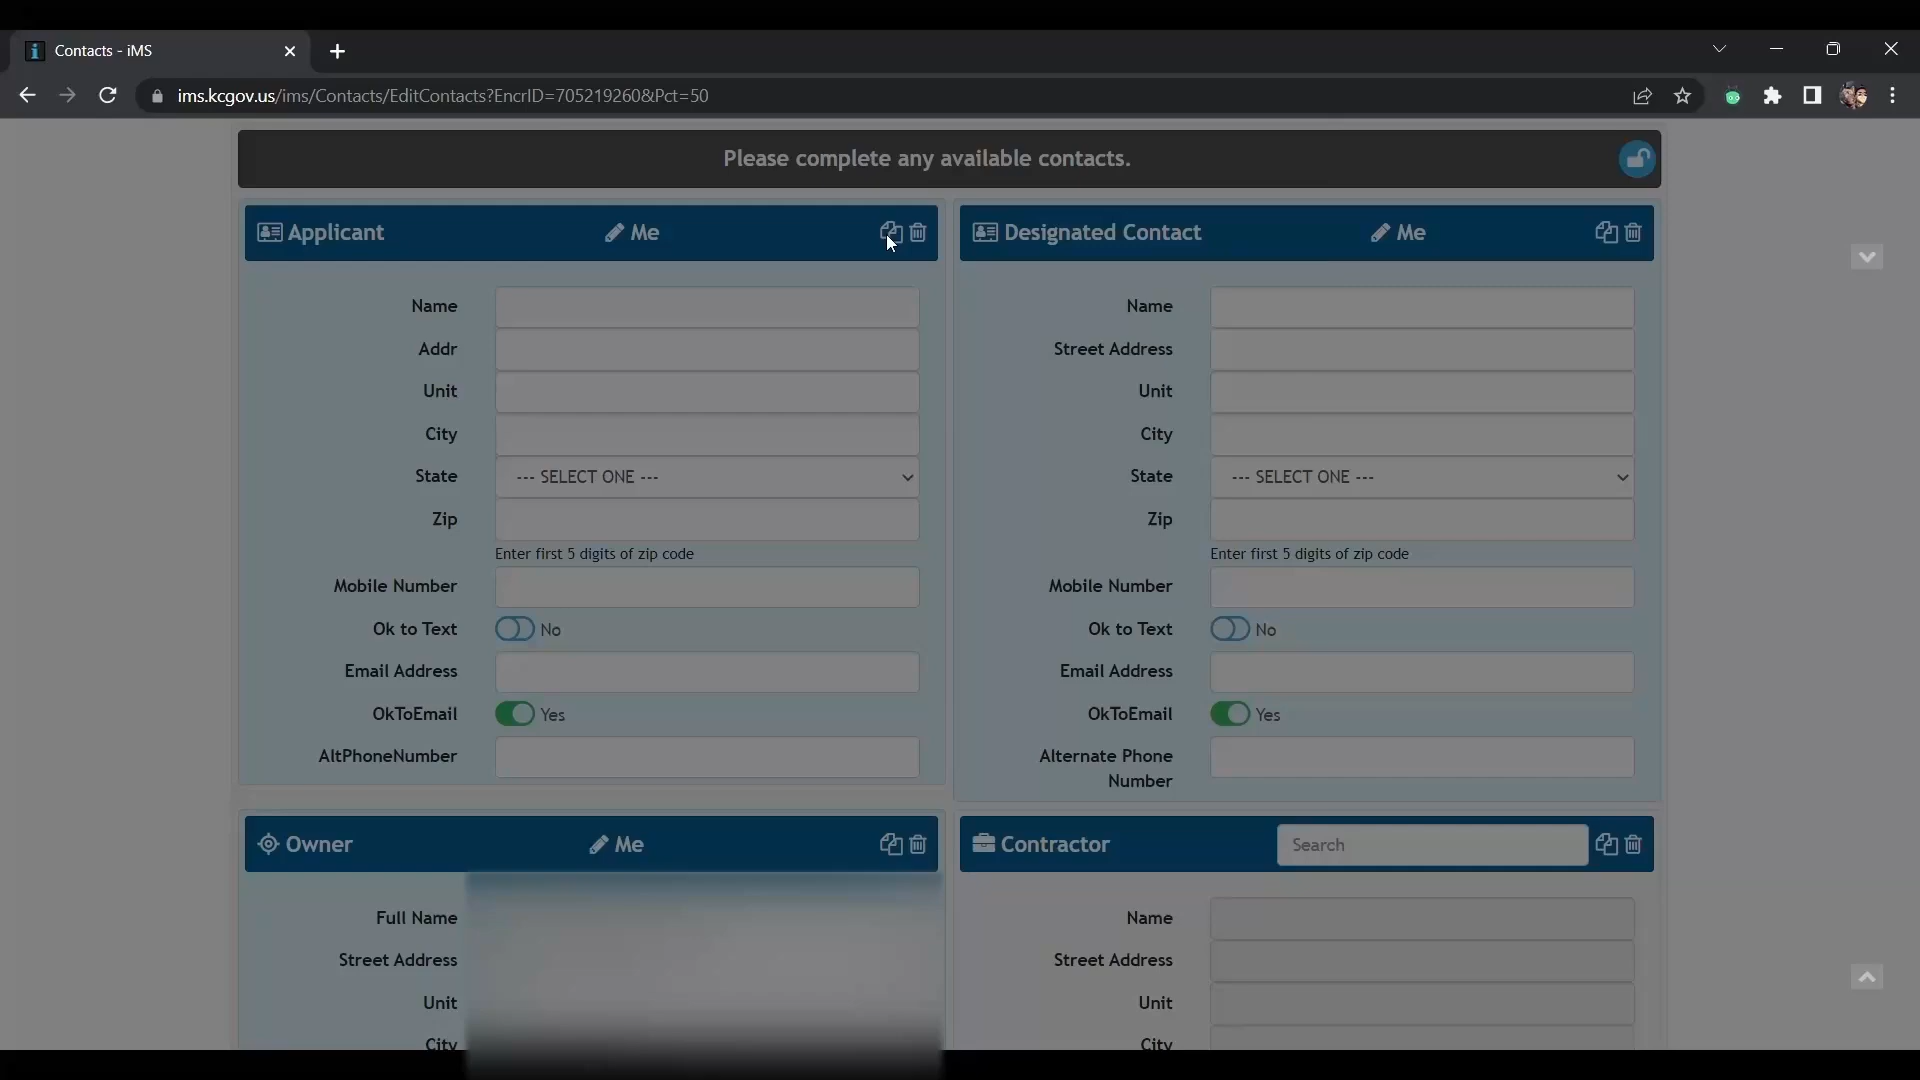 Contacts - iMS
ims.kcgov.us/ims/Contacts/EditContacts?EncrID=705219260&Pct=50
Please complete any available contacts.
Applicant Me
Name
Addr
Unit
City
State --- SELECT ONE ---
Zip
Enter first 5 digits of zip code
Mobile Number
Ok to Text No
Email Address
OkToEmail Yes
AltPhoneNumber
Designated Contact Me
Name
Street Address
Unit
City
State --- SELECT ONE ---
Zip
Enter first 5 digits of zip code
Mobile Number
Ok to Text No
Email Address
OkToEmail Yes
Alternate Phone
Number
Owner Me
Full Name
Street Address
Unit
City
Contractor Search
Name
Street Address
Unit
City